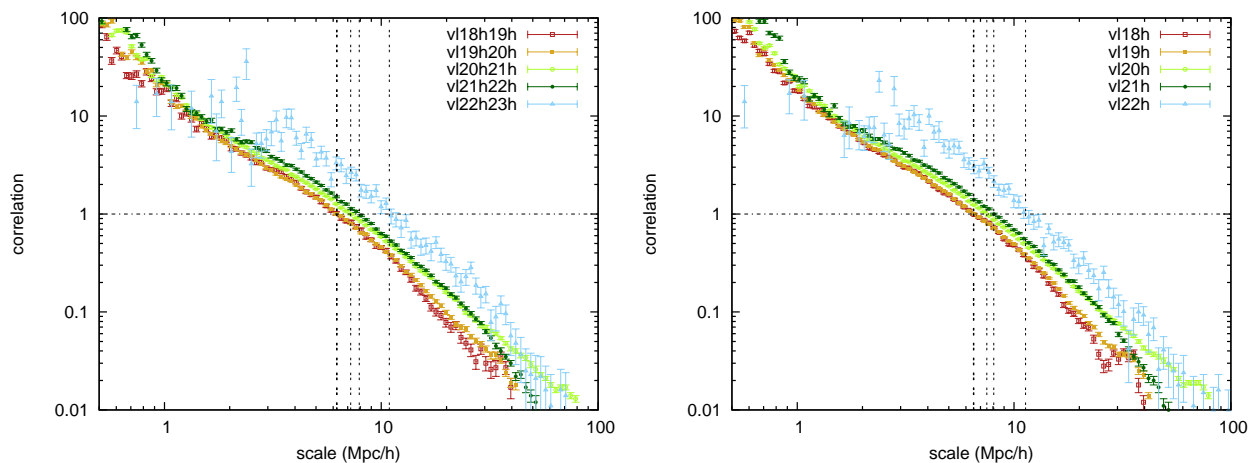 100
10
1
0.1
0.01
correlation
vl18h19h
vl19h20h
vl20h21h
vl21h22h
vl22h23h
1
10
100
scale (Mpc/h)
100
10
1
0.1
0.01
correlation
vl18h
vl19h
vl20h
vl21h
vl22h
1
10
100
scale (Mpc/h)